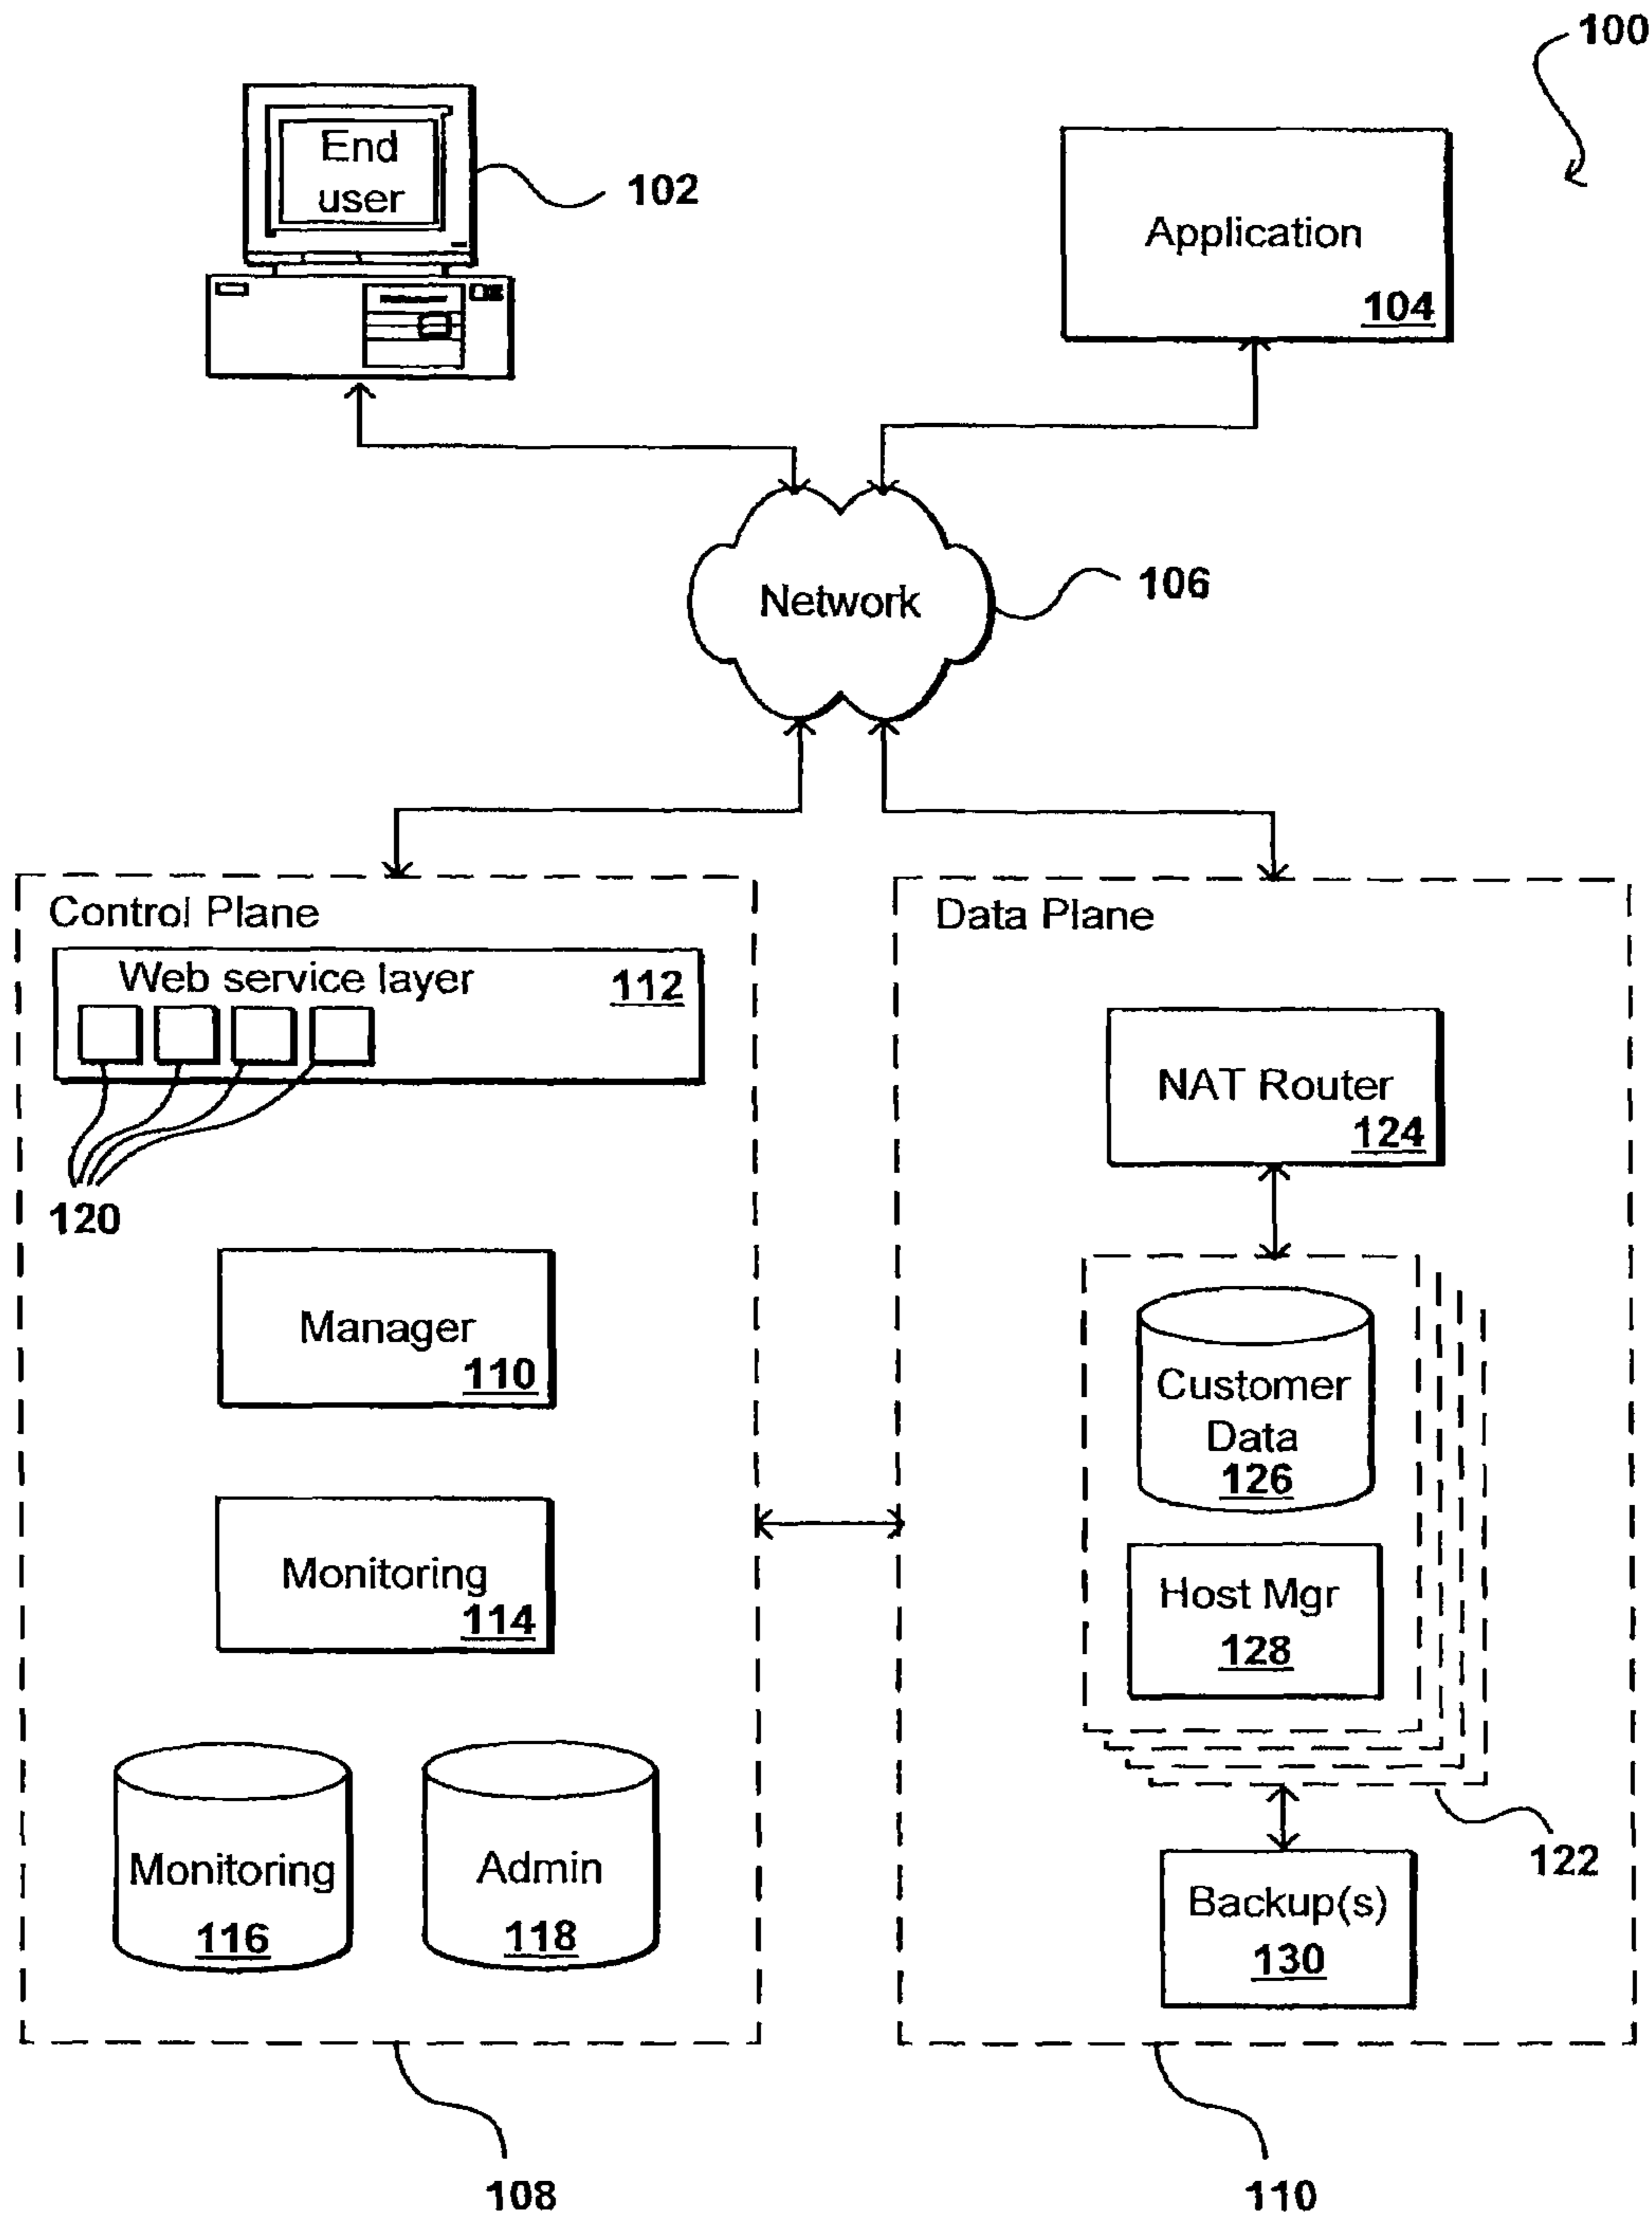 100
End
user
102
Application
104
Network
106
Control Plane
Web service layer
112
120
Manager
110
Monitoring
114
Monitoring
116
Admin
118
108
Data Plane
NAT Router
124
Customer
Data
126
Host Mgr
128
122
Backup(s)
130
110